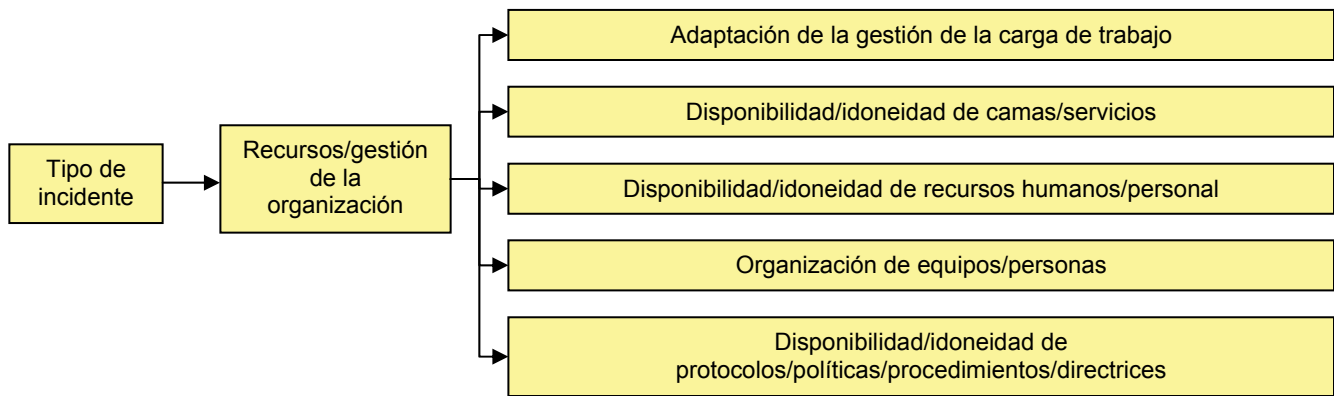 Tipo de
incidente
Recursos/gestión
de la
organización
Adaptación de la gestión de la carga de trabajo
Disponibilidad/idoneidad de camas/servicios
Disponibilidad/idoneidad de recursos humanos/personal
Organización de equipos/personas
Disponibilidad/idoneidad de
protocolos/políticas/procedimientos/directrices